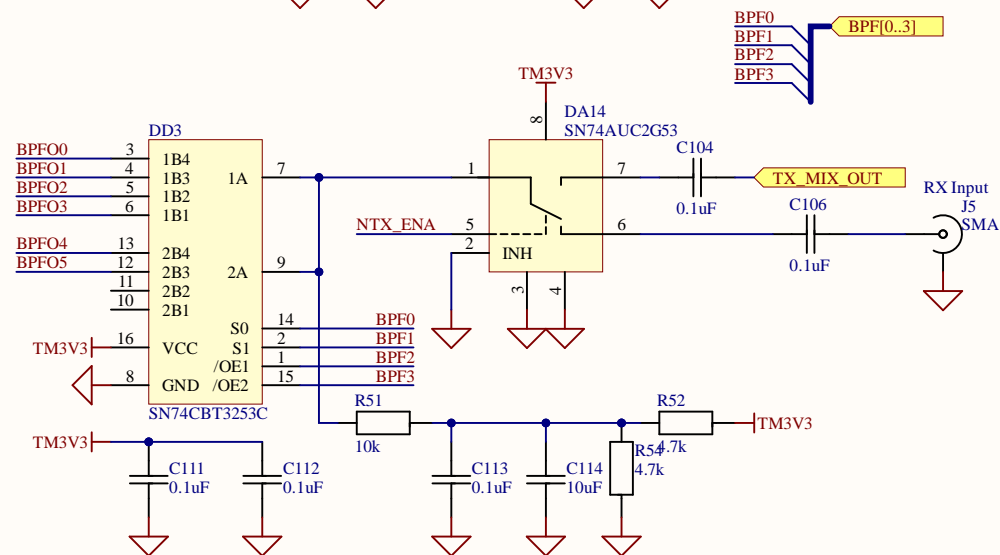 BPF0
BPF1
BPF2
BPF3
BPF[0..3]
TM3V3
8
DA14
SN74AUC2G53
DD3
BPFO0 3 1B4
BPFO1 4 1B3 1A 7
BPFO2 5 1B2
BPFO3 6 1B1
BPFO4 13 2B4
BPFO5 12 2B3 2A 9
11 2B2
10 2B1
S0 14 BPF0
TM3V3 16 VCC S1 2 BPF1
/OE1 1 BPF2
8 GND /OE2 15 BPF3
SN74CBT3253C
1 7
NTX_ENA 5 6
2 INH
3 4
C104
0.1uF
TX_MIX_OUT
C106
0.1uF
RX Input
J5
SMA
R51
10k
R52
4.7k
TM3V3
R54
4.7k
TM3V3
C111
0.1uF
C112
0.1uF
C113
0.1uF
C114
10uF